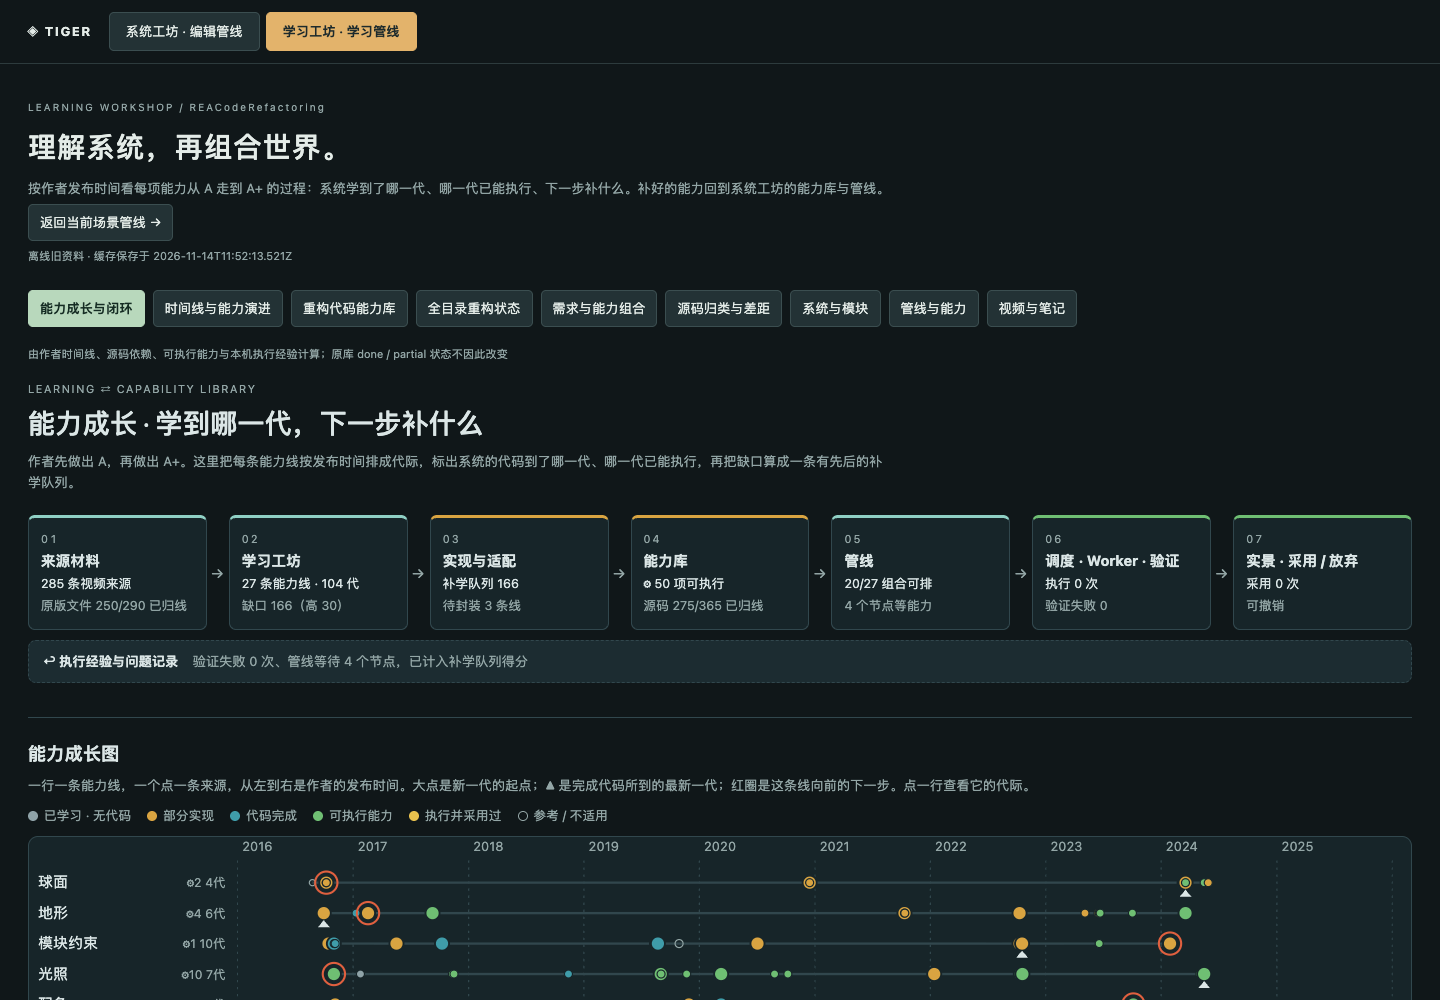 ◈ TIGER
系统工坊 · 编辑管线
学习工坊 · 学习管线
LEARNING WORKSHOP / REACodeRefactoring
理解系统，再组合世界。
按作者发布时间看每项能力从 A 走到 A+ 的过程：系统学到了哪一代、哪一代已能执行、下一步补什么。补好的能力回到系统工坊的能力库与管线。
返回当前场景管线 →
离线旧资料 · 缓存保存于 2026-11-14T11:52:13.521Z
能力成长与闭环
时间线与能力演进
重构代码能力库
全目录重构状态
需求与能力组合
源码归类与差距
系统与模块
管线与能力
视频与笔记
由作者时间线、源码依赖、可执行能力与本机执行经验计算；原库 done / partial 状态不因此改变
LEARNING ⇄ CAPABILITY LIBRARY
能力成长 · 学到哪一代，下一步补什么
作者先做出 A，再做出 A+。这里把每条能力线按发布时间排成代际，标出系统的代码到了哪一代、哪一代已能执行，再把缺口算成一条有先后的补
学队列。
01
来源材料
285 条视频来源
原版文件 250/290 已归线
→
02
学习工坊
27 条能力线 · 104 代
缺口 166（高 30）
→
03
实现与适配
补学队列 166
待封装 3 条线
→
04
能力库
⚙ 50 项可执行
源码 275/365 已归线
→
05
管线
20/27 组合可排
4 个节点等能力
→
06
调度 · Worker · 验证
执行 0 次
验证失败 0
→
07
实景 · 采用 / 放弃
采用 0 次
可撤销
↩ 执行经验与问题记录 验证失败 0 次、管线等待 4 个节点，已计入补学队列得分
能力成长图
一行一条能力线，一个点一条来源，从左到右是作者的发布时间。大点是新一代的起点；▲ 是完成代码所到的最新一代；红圈是这条线向前的下一步。点一行查看它的代际。
已学习 · 无代码
部分实现
代码完成
可执行能力
执行并采用过
参考 / 不适用
2016 2017 2018 2019 2020 2021 2022 2023 2024 2025
球面 ⚙2 4代
地形 ⚙4 6代
模块约束 ⚙1 10代
光照 ⚙10 7代